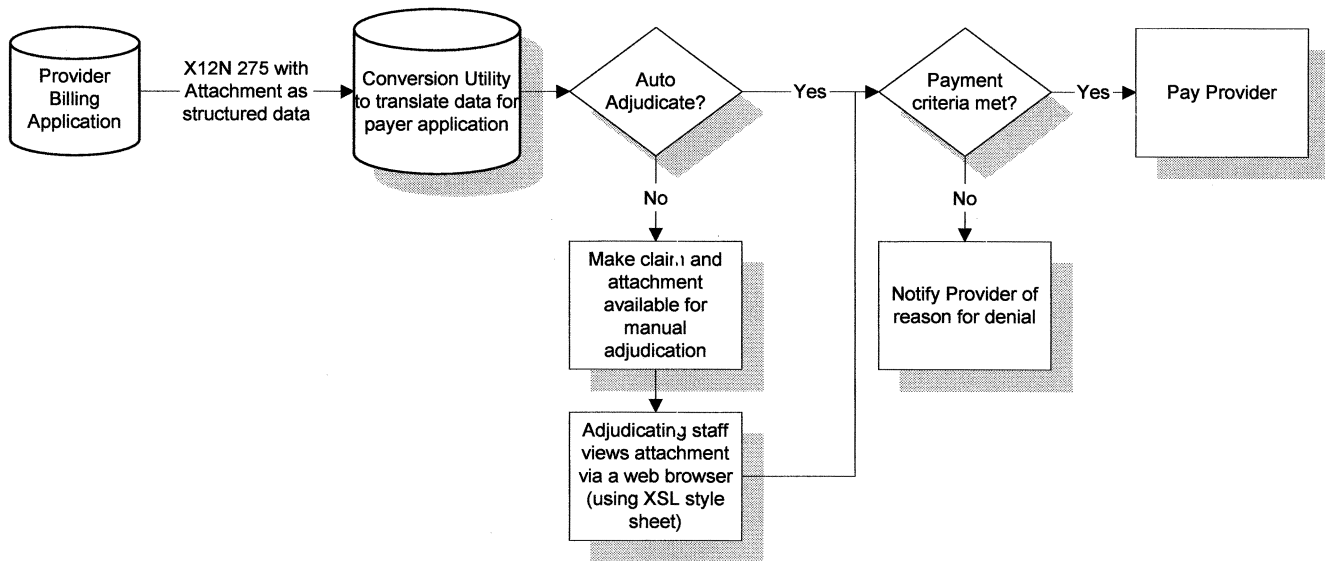 Provider
Billing
Application
X12N 275 with
Attachment as
structured data
Conversion Utility
to translate data for
payer application
Auto
Adjudicate?
Yes
Payment
criteria met?
Yes
Pay Provider
No
No
Make claim and
attachment
available for
manual
adjudication
Notify Provider of
reason for denial
Adjudicating staff
views attachment
via a web browser
(using XSL style
sheet)